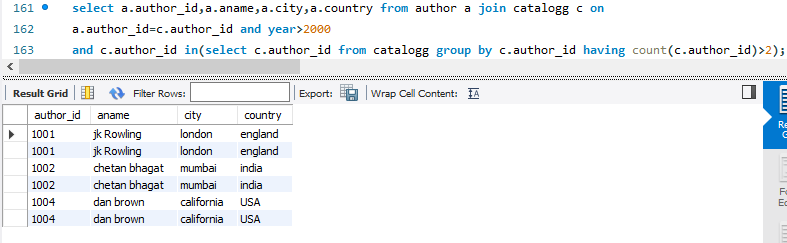 161 select a.author_id,a.aname,a.city,a.country from author a join catalogg c on
162 a.author_id=c.author_id and year>2000
163 and c.author_id in(select c.author_id from catalogg group by c.author_id having count(c.author_id)>2);
Result Grid Filter Rows: Export: Wrap Cell Content: IA
Re
G
author_id aname city country
1001 jk Rowling london england
1001 jk Rowling london england
1002 chetan bhagat mumbai india
1002 chetan bhagat mumbai india
Fo
Ed
1004 dan brown california USA
1004 dan brown california USA